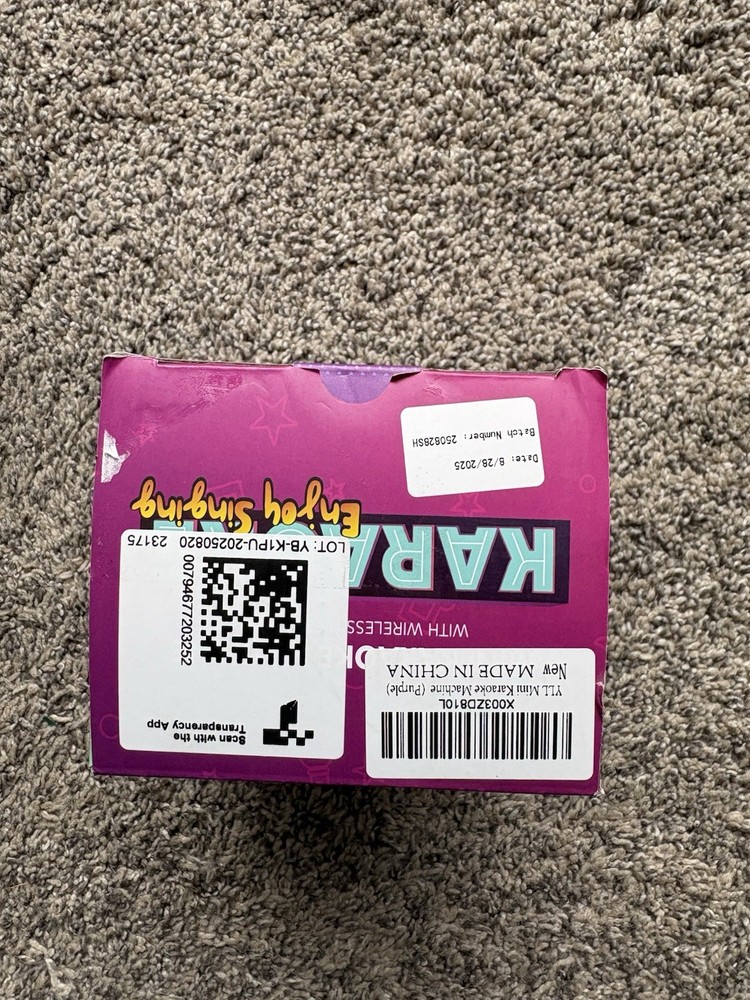 Scan with the
Transparency App
00794677203252
LOT: YB-K1PU-20250820 23175
X003ZD810L
YLL Mini Karaoke Machine (Purple)
New MADE IN CHINA
WITH WIRELESS
KARA
Enjoy Singing
Date: 8/28/2025
Batch Number: 250828SH